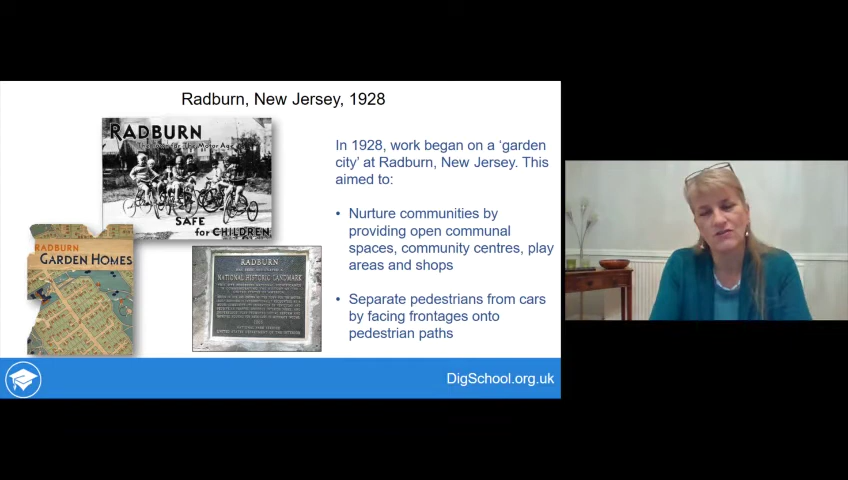 Radburn, New Jersey, 1928
RADBURN
SAFE
for CHILDREN
RADBURN
GARDEN HOMES
RADBURN
NATIONAL HISTORIC LANDMARK
In 1928, work began on a ‘garden
city’ at Radburn, New Jersey. This
aimed to:
• Nurture communities by
providing open communal
spaces, community centres, play
areas and shops
• Separate pedestrians from cars
by facing frontages onto
pedestrian paths
DigSchool.org.uk